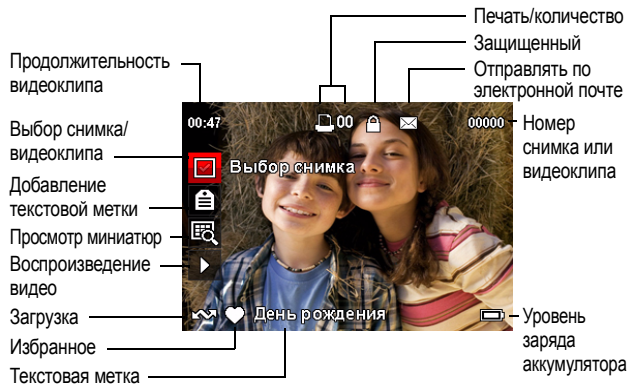 Печать/количество
Защищенный
Отправлять по
электронной почте
Продолжительность
видеоклипа
00:47
00
00000
Номер
снимка или
видеоклипа
Выбор снимка/
видеоклипа
Выбор снимка
Добавление
текстовой метки
Просмотр миниатюр
Воспроизведение
видео
Загрузка
День рождения
Уровень
заряда
аккумулятора
Избранное
Текстовая метка